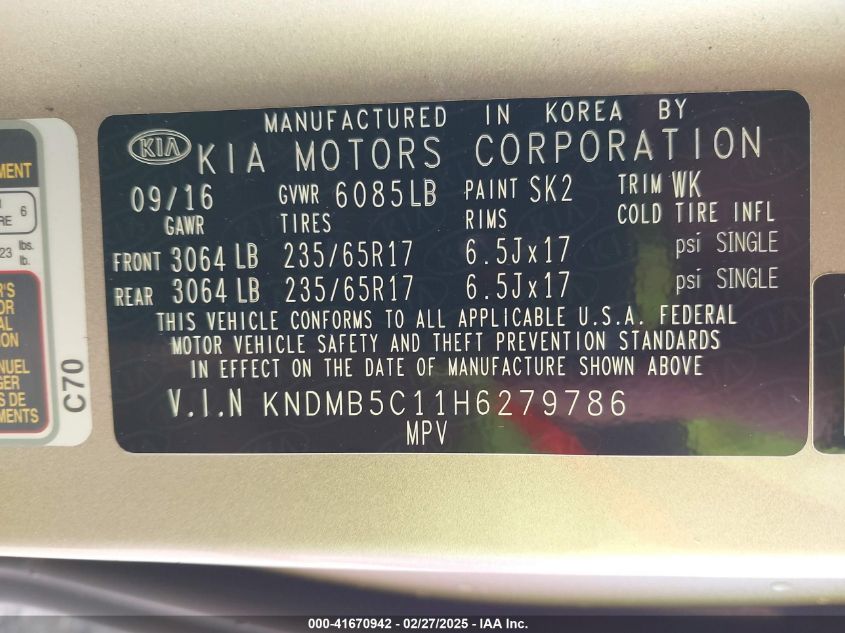 MANUFACTURED IN KOREA BY
KIA KIA MOTORS CORPORATION
09/16 GVWR 6085LB PAINT SK2 TRIM WK
GAWR TIRES RIMS COLD TIRE INFL
FRONT 3064 LB 235/65R17 6.5Jx17 psi SINGLE
REAR 3064 LB 235/65R17 6.5Jx17 psi SINGLE
THIS VEHICLE CONFORMS TO ALL APPLICABLE U.S.A. FEDERAL
MOTOR VEHICLE SAFETY AND THEFT PREVENTION STANDARDS
IN EFFECT ON THE DATE OF MANUFACTURE SHOWN ABOVE
V.I.N KNDMB5C11H6279786
MPV
6
lbs.
lb.
C70
000-41670942 - 02/27/2025 - IAA Inc.